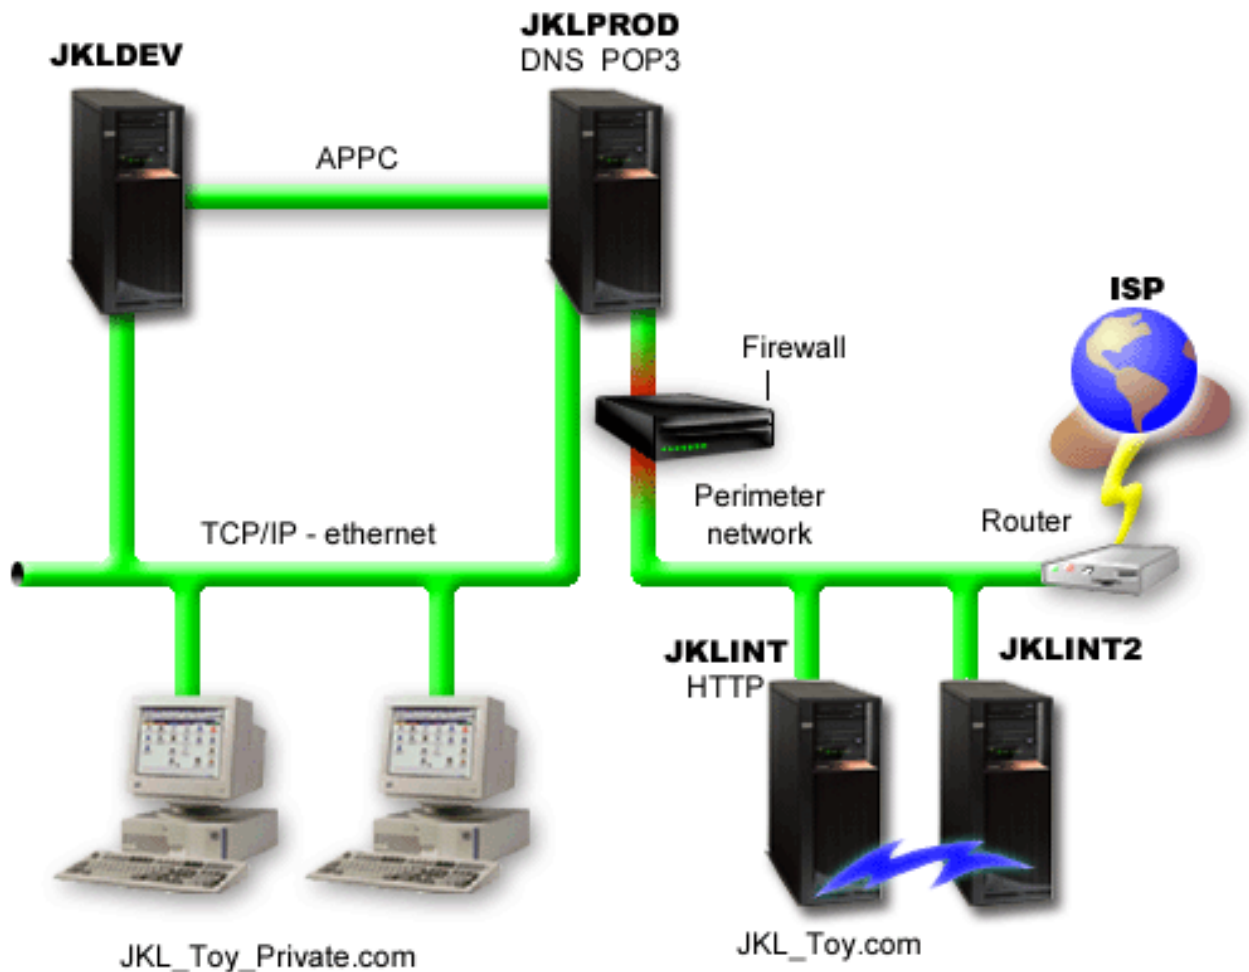 JKLDEV
JKLPROD
DNS POP3
APPC
ISP
Firewall
Perimeter
network
Router
TCP/IP - ethernet
JKLINT
HTTP
JKLINT2
JKL_Toy_Private.com
JKL_Toy.com